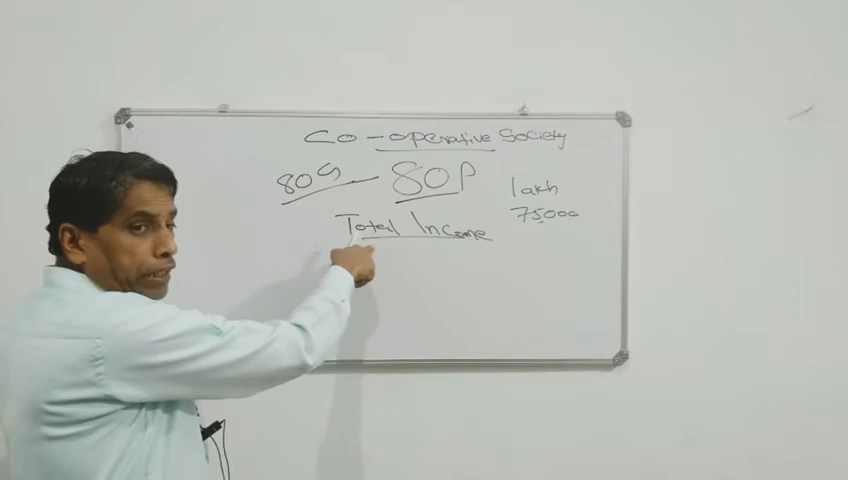 Co-operative Society
80G 80P
lakh
75,000
Total Income